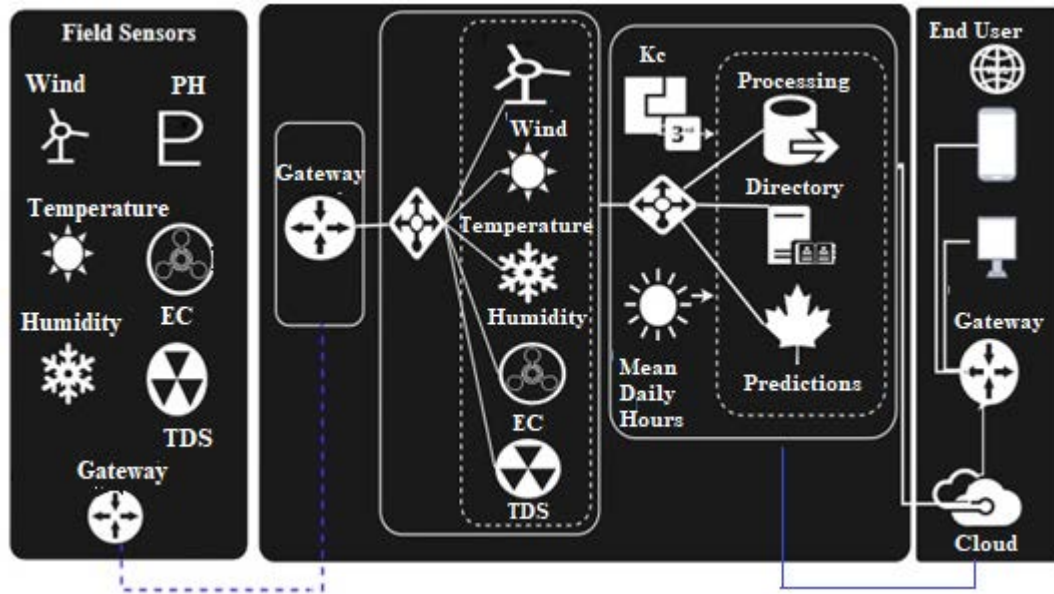 Field Sensors
Wind
PH
Temperature
Humidity
EC
TDS
Gateway
Gateway
Wind
Temperature
Humidity
EC
TDS
Kc
3rd
Mean
Daily
Hours
Processing
Directory
Predictions
End User
Gateway
Cloud